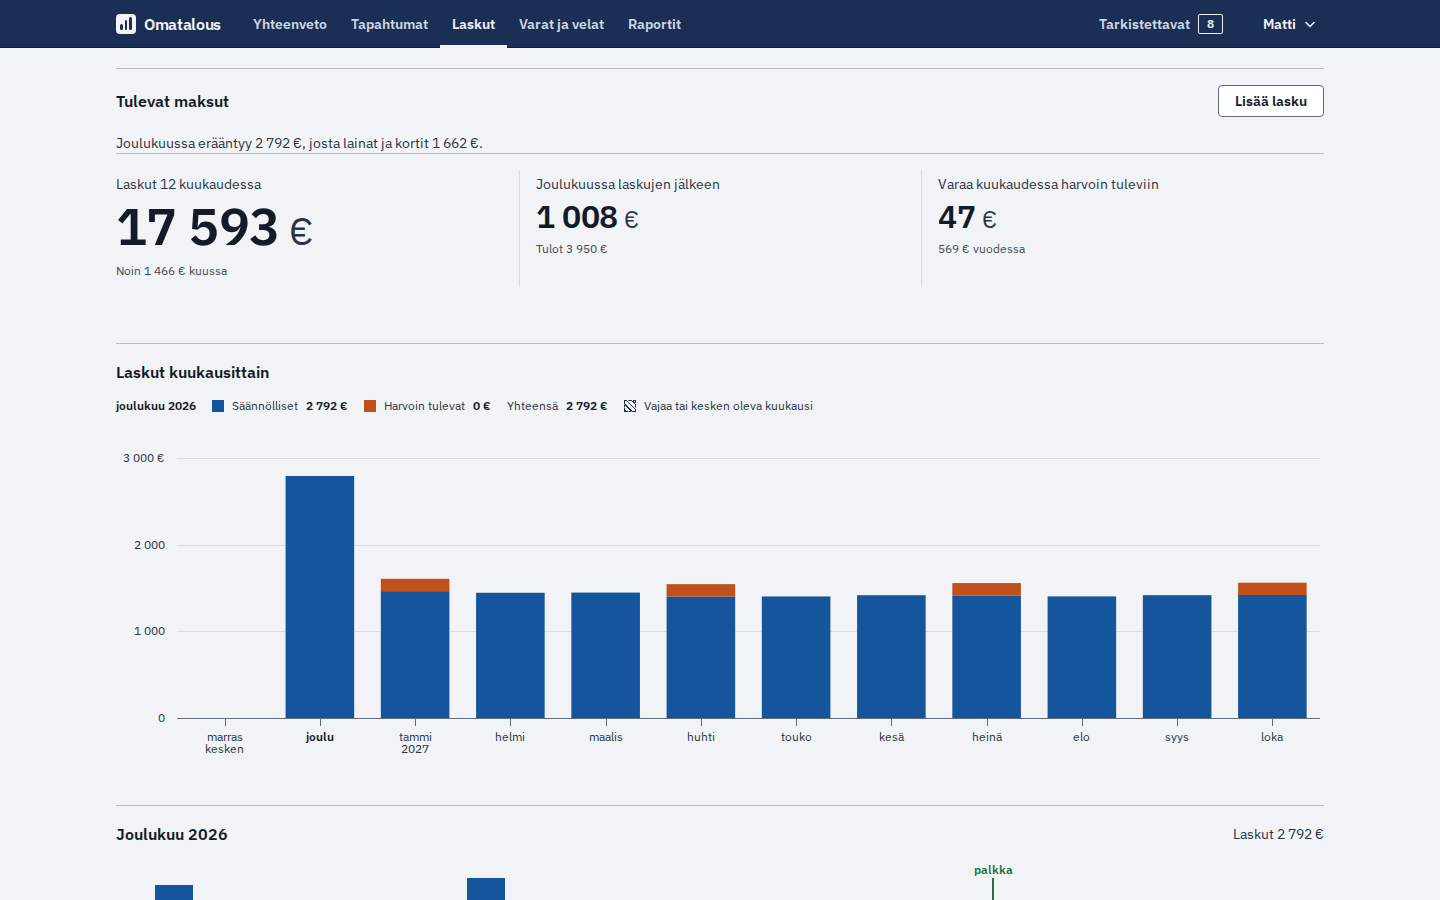 Omatalous
Yhteenveto
Tapahtumat
Laskut
Varat ja velat
Raportit
Tarkistettavat 8
Matti
Tulevat maksut
Lisää lasku
Joulukuussa erääntyy 2 792 €, josta lainat ja kortit 1 662 €.
Laskut 12 kuukaudessa
17 593 €
Noin 1 466 € kuussa
Joulukuussa laskujen jälkeen
1 008 €
Tulot 3 950 €
Varaa kuukaudessa harvoin tuleviin
47 €
569 € vuodessa
Laskut kuukausittain
joulukuu 2026 Säännölliset 2 792 € Harvoin tulevat 0 € Yhteensä 2 792 € Vajaa tai kesken oleva kuukausi
3 000 €
2 000
1 000
0
marras
kesken
joulu
tammi
2027
helmi
maalis
huhti
touko
kesä
heinä
elo
syys
loka
Joulukuu 2026
Laskut 2 792 €
palkka